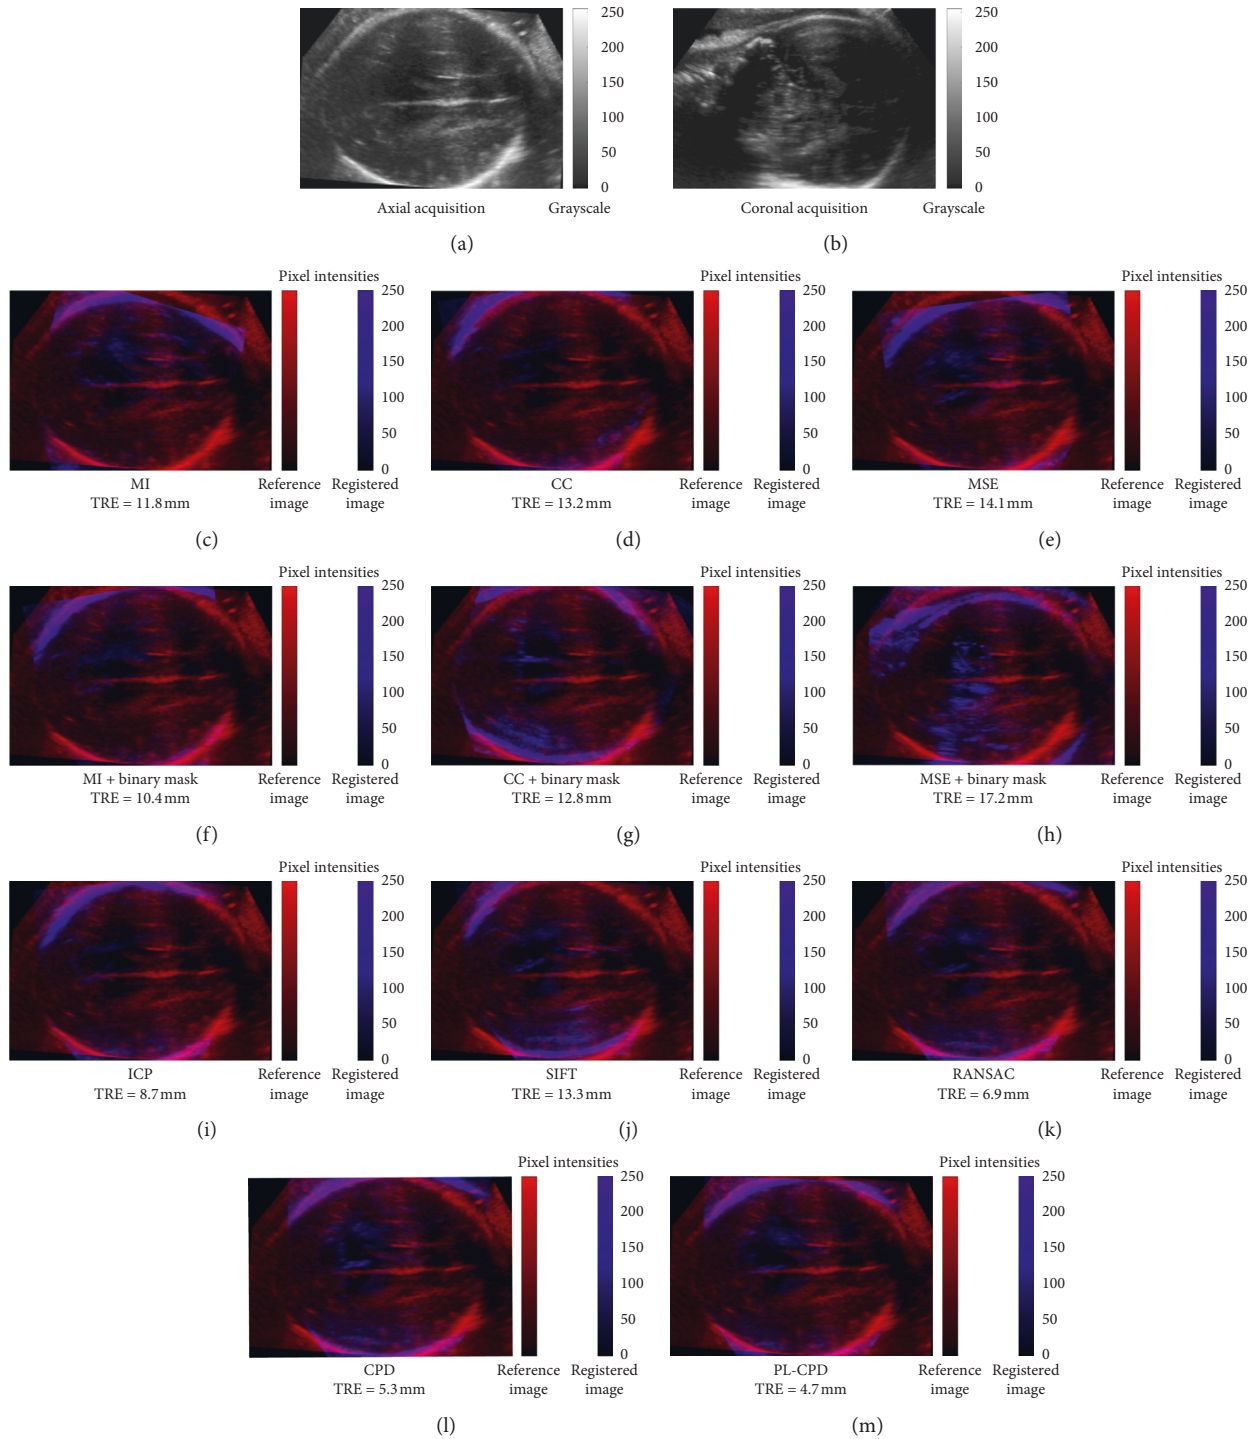 250
200
150
100
50
0
Axial acquisition
Grayscale
(a)
250
200
150
100
50
0
Coronal acquisition
Grayscale
(b)
Pixel intensities
250
200
150
100
50
0
MI
TRE = 11.8 mm
Reference
image
Registered
image
(c)
Pixel intensities
250
200
150
100
50
0
CC
TRE = 13.2 mm
Reference
image
Registered
image
(d)
Pixel intensities
250
200
150
100
50
0
MSE
TRE = 14.1 mm
Reference
image
Registered
image
(e)
Pixel intensities
250
200
150
100
50
0
MI + binary mask
TRE = 10.4 mm
Reference
image
Registered
image
(f)
Pixel intensities
250
200
150
100
50
0
CC + binary mask
TRE = 12.8 mm
Reference
image
Registered
image
(g)
Pixel intensities
250
200
150
100
50
0
MSE + binary mask
TRE = 17.2 mm
Reference
image
Registered
image
(h)
Pixel intensities
250
200
150
100
50
0
ICP
TRE = 8.7 mm
Reference
image
Registered
image
(i)
Pixel intensities
250
200
150
100
50
0
SIFT
TRE = 13.3 mm
Reference
image
Registered
image
(j)
Pixel intensities
250
200
150
100
50
0
RANSAC
TRE = 6.9 mm
Reference
image
Registered
image
(k)
Pixel intensities
250
200
150
100
50
0
CPD
TRE = 5.3 mm
Reference
image
Registered
image
(l)
Pixel intensities
250
200
150
100
50
0
PL-CPD
TRE = 4.7 mm
Reference
image
Registered
image
(m)